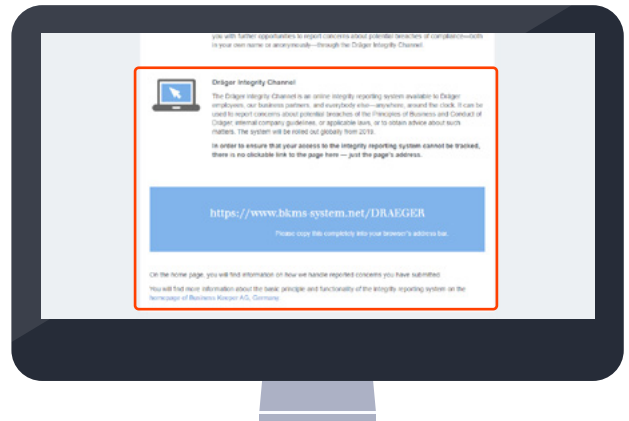 you with further opportunities to report concerns about potential breaches of compliance—both
in your own name or anonymously—through the Dräger Integrity Channel.
Dräger Integrity Channel
The Dräger Integrity Channel is an online integrity reporting system available to Dräger
employees, our business partners, and everybody else—anywhere, around the clock. It can be
used to report concerns about potential breaches of the Principles of Business and Conduct of
Dräger, internal company guidelines, or applicable laws, or to obtain advice about such
matters. The system will be rolled out globally from 2018.
In order to ensure that your access to the integrity reporting system cannot be tracked,
there is no clickable link to the page here — just the page's address.
https://www.bkms-system.net/DRAEGER
Please copy this completely into your browser's address bar.
On the home page, you will find information on how we handle reported concerns you have submitted.
You will find more information about the basic principle and functionality of the integrity reporting system on the
homepage of Business Keeper AG, Germany.